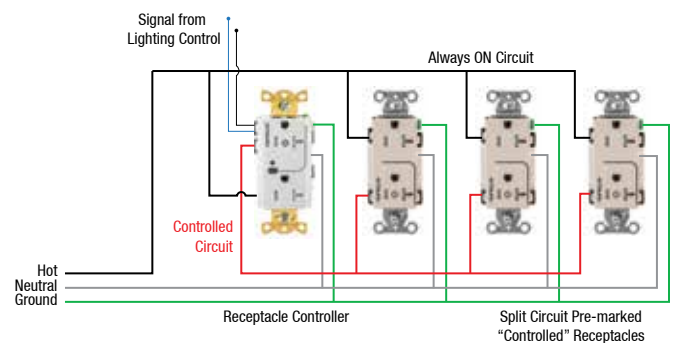 Signal from
Lighting Control
Always ON Circuit
Controlled
Circuit
Hot
Neutral
Ground
Receptacle Controller
Split Circuit Pre-marked
“Controlled” Receptacles